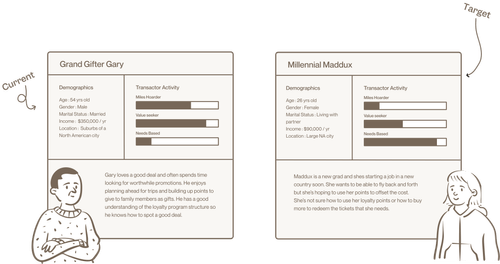 Target
Current
Grand Gifter Gary
Demographics
Age : 54 yrs old
Gender : Male
Marital Status : Married
Income : $350,000 / yr
Location : Suburbs of a
North American city
Transactor Activity
Miles Hoarder
Value seeker
Needs Based
Gary loves a good deal and often spends time
looking for worthwhile promotions. He enjoys
planning ahead for trips and building up points to
give to family members as gifts. He has a good
understanding of the loyalty program structure so
he knows how to spot a good deal.
Millennial Maddux
Demographics
Age : 26 yrs old
Gender : Female
Marital Status : Living with
partner
Income : $90,000 / yr
Location : Large NA city
Transactor Activity
Miles Hoarder
Value seeker
Needs Based
Maddux is a new grad and shes starting a job in a new
country soon. She wants to be able to fly back and forth
but she's hoping to use her points to offset the cost.
She's not sure how to use her loyalty points or how to buy
more to redeem the tickets that she needs.